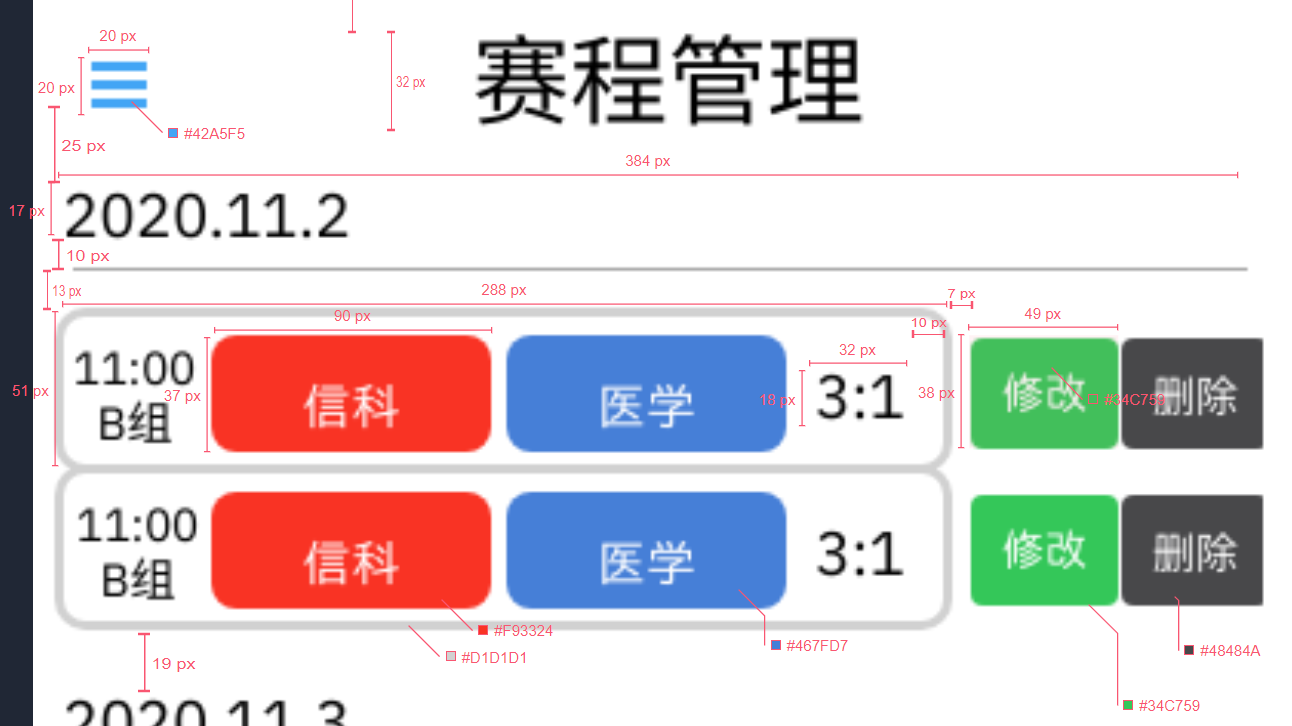 20 px
赛程管理
20 px
32 px
#42A5F5
25 px
384 px
17 px
2020.11.2
10 px
13 px
288 px
7 px
90 px
10 px
49 px
32 px
11:00
B组
51 px
37 px
信科
医学
18 px
3:1
38 px
修改
#34C759
删除
11:00
B组
信科
医学
3:1
修改
删除
#F93324
#D1D1D1
#467FD7
#48484A
19 px
#34C759
2020.11.3